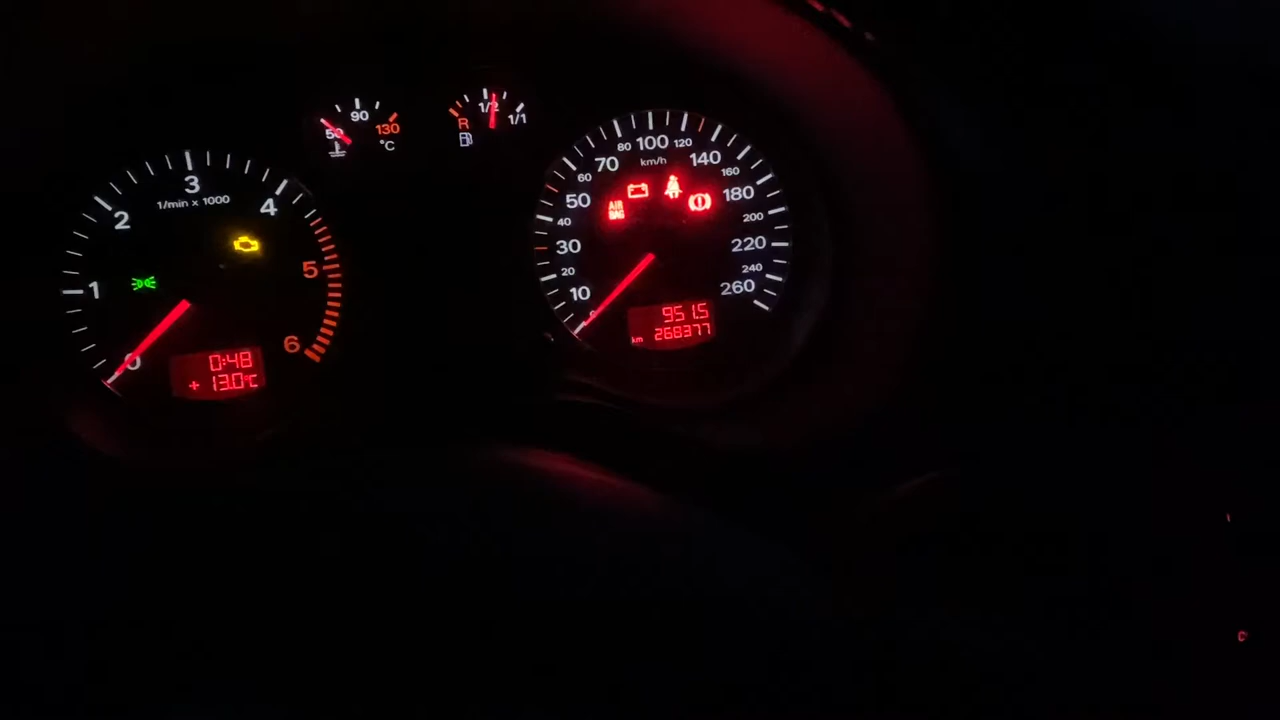 50 90 130
°C
R 1/2 1/1
0 1 2 3 4 5 6
1/min x 1000
0:48
+ 13.0°C
0 10 20 30 40 50 60 70 80 100 120 140 160 180 200 220 240 260
km/h
AIR
BAG
951.5
km 268377